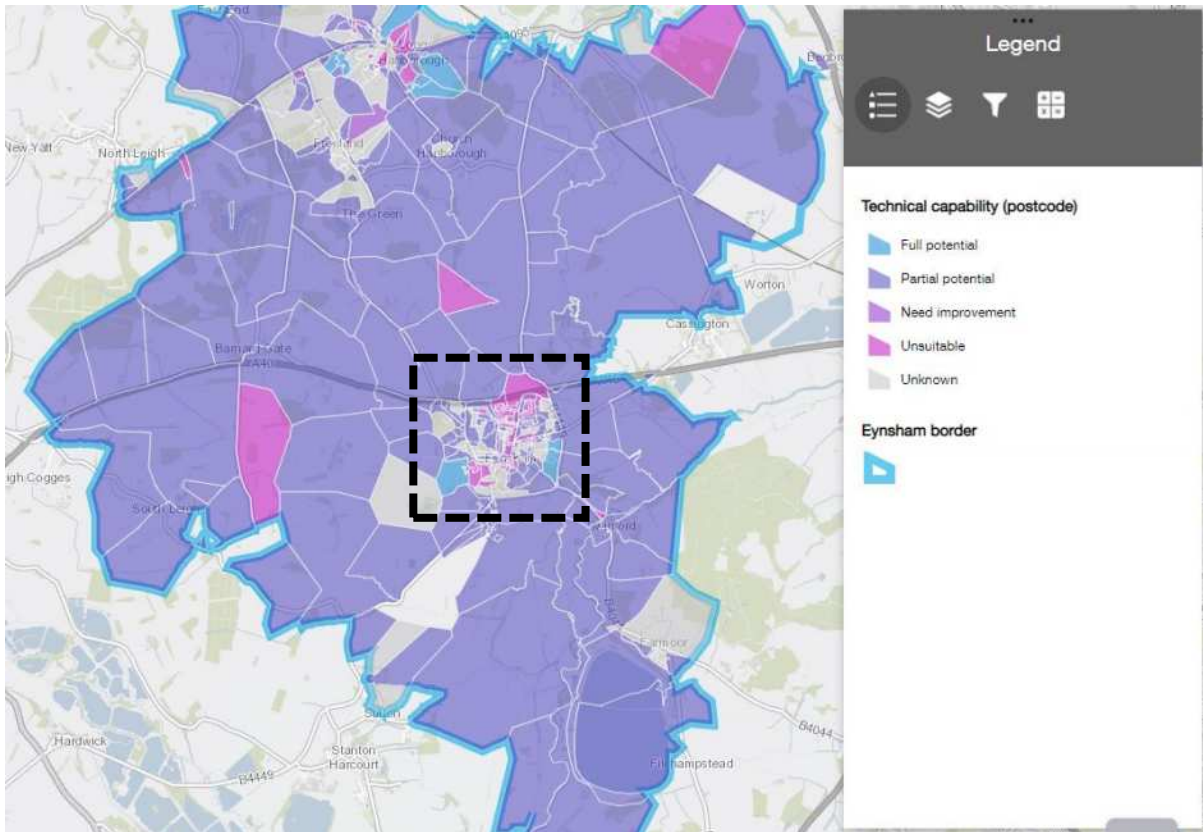 Legend
Technical capability (postcode)
Full potential
Partial potential
Need improvement
Unsuitable
Unknown
Eynsham border
New Yatt
North Leigh
Freeland
Church
Hanborough
The Green
Worton
Cassington
Barnard Gate
A40
South Leigh
Farmoor
Sutton
Stanton
Harcourt
Hardwick
B4449
B4044
Filchampstead